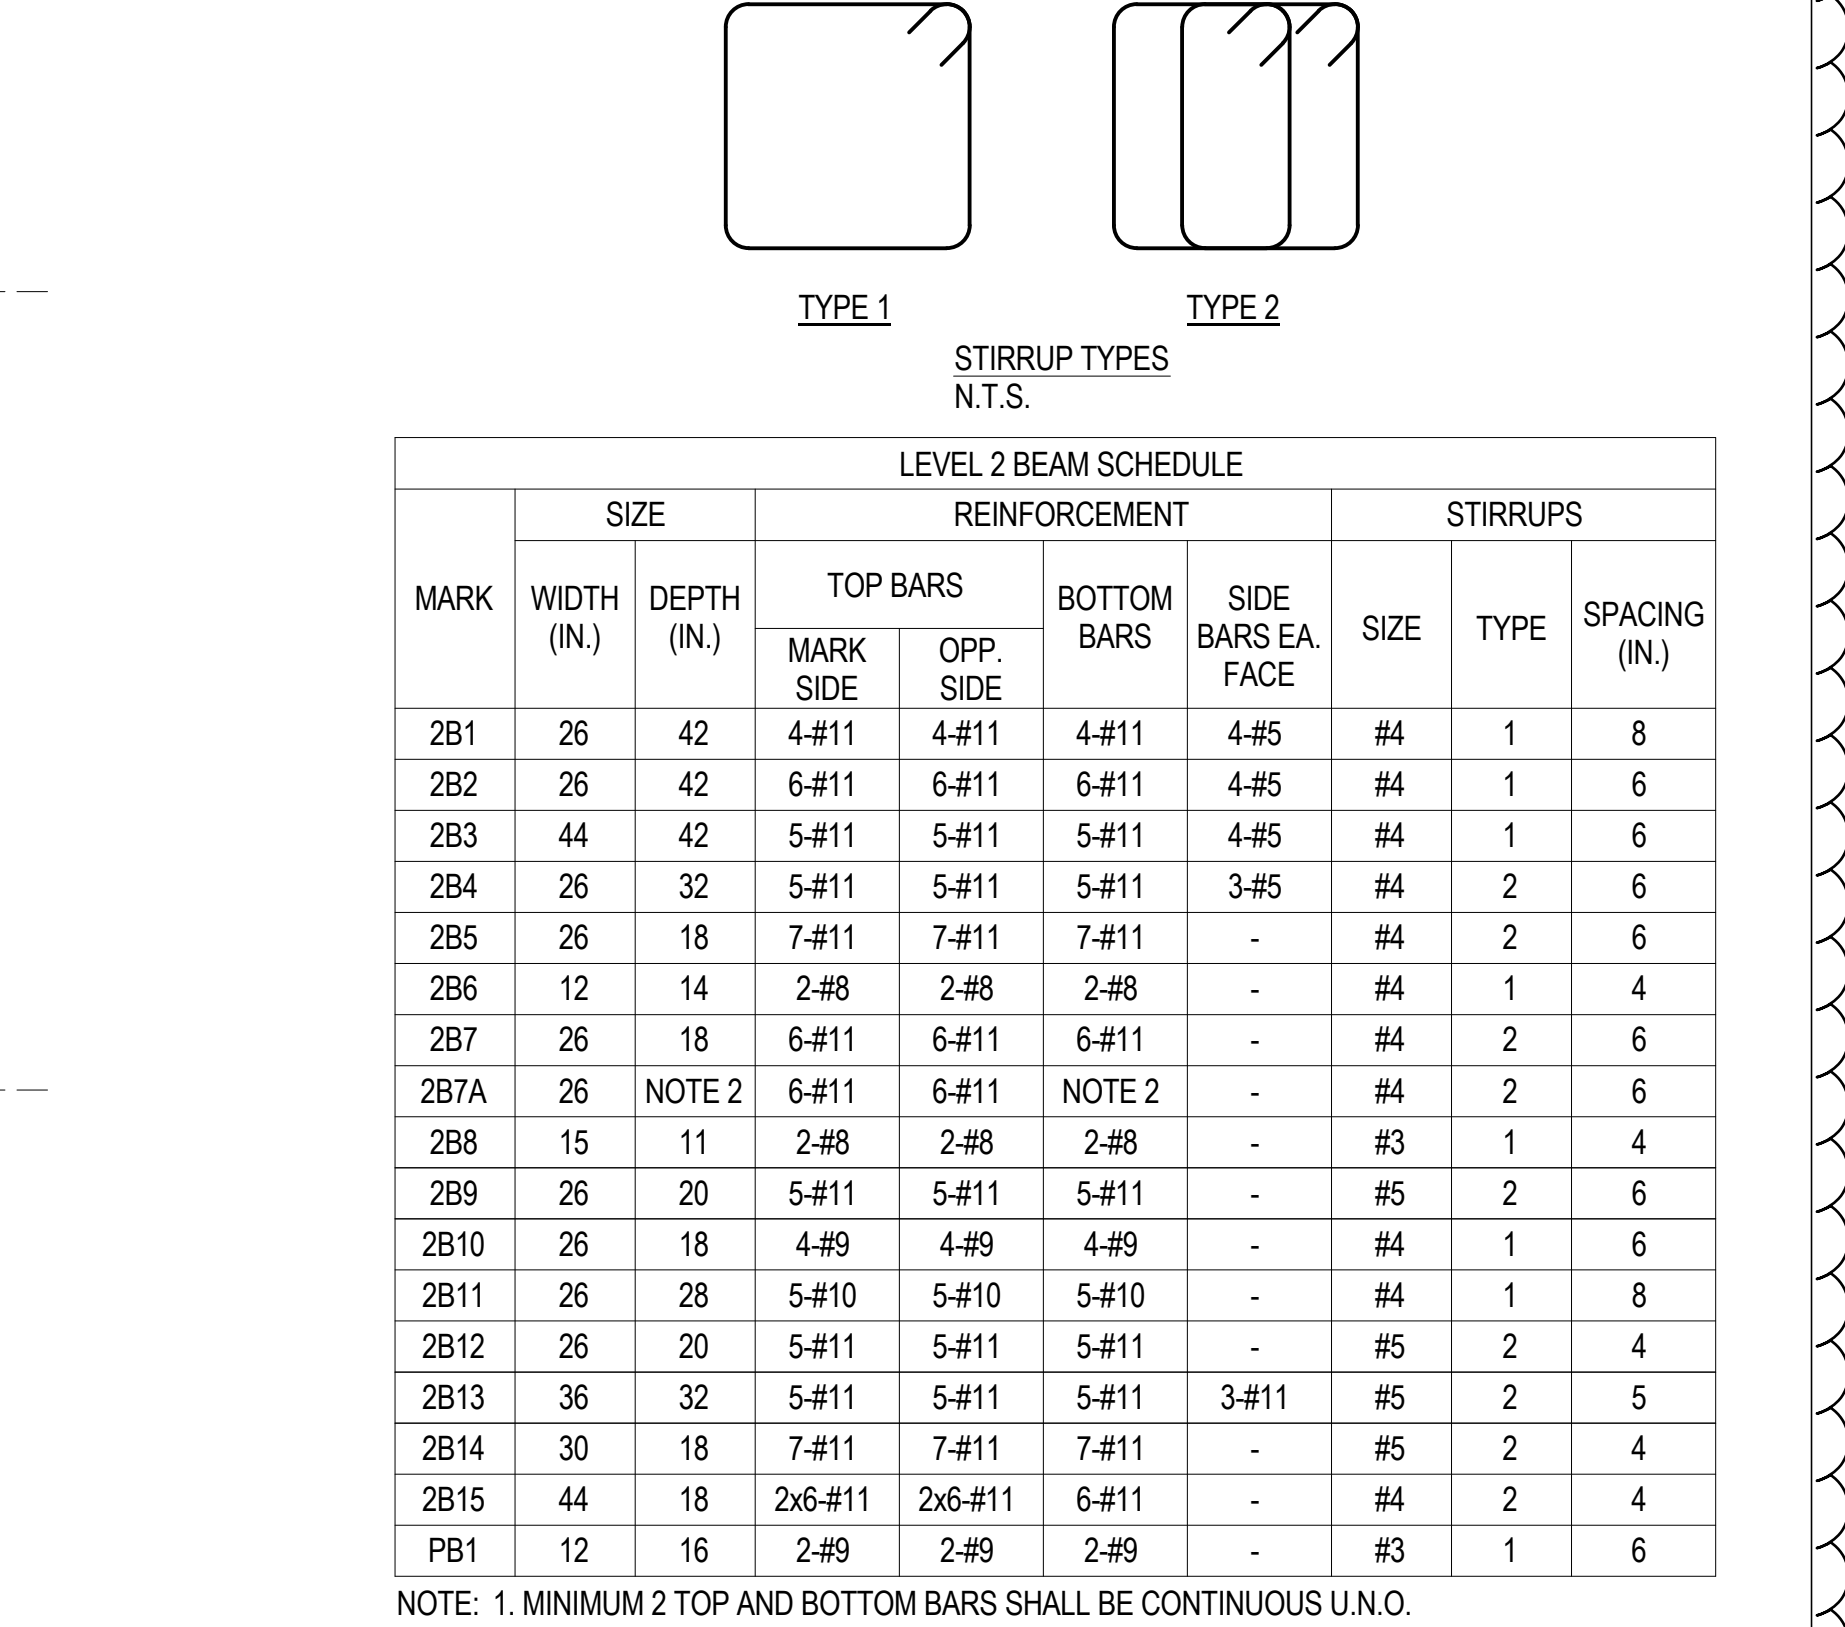 TYPE 1 TYPE 2
STIRRUP TYPES
N.T.S.
LEVEL 2 BEAM SCHEDULE
MARK SIZE REINFORCEMENT STIRRUPS
WIDTH (IN.) DEPTH (IN.) TOP BARS BOTTOM BARS SIDE BARS EA. FACE SIZE TYPE SPACING (IN.)
MARK SIDE OPP. SIDE
2B1 26 42 4-#11 4-#11 4-#11 4-#5 #4 1 8
2B2 26 42 6-#11 6-#11 6-#11 4-#5 #4 1 6
2B3 44 42 5-#11 5-#11 5-#11 4-#5 #4 1 6
2B4 26 32 5-#11 5-#11 5-#11 3-#5 #4 2 6
2B5 26 18 7-#11 7-#11 7-#11 - #4 2 6
2B6 12 14 2-#8 2-#8 2-#8 - #4 1 4
2B7 26 18 6-#11 6-#11 6-#11 - #4 2 6
2B7A 26 NOTE 2 6-#11 6-#11 NOTE 2 - #4 2 6
2B8 15 11 2-#8 2-#8 2-#8 - #3 1 4
2B9 26 20 5-#11 5-#11 5-#11 - #5 2 6
2B10 26 18 4-#9 4-#9 4-#9 - #4 1 6
2B11 26 28 5-#10 5-#10 5-#10 - #4 1 8
2B12 26 20 5-#11 5-#11 5-#11 - #5 2 4
2B13 36 32 5-#11 5-#11 5-#11 3-#11 #5 2 5
2B14 30 18 7-#11 7-#11 7-#11 - #5 2 4
2B15 44 18 2x6-#11 2x6-#11 6-#11 - #4 2 4
PB1 12 16 2-#9 2-#9 2-#9 - #3 1 6
NOTE: 1. MINIMUM 2 TOP AND BOTTOM BARS SHALL BE CONTINUOUS U.N.O.